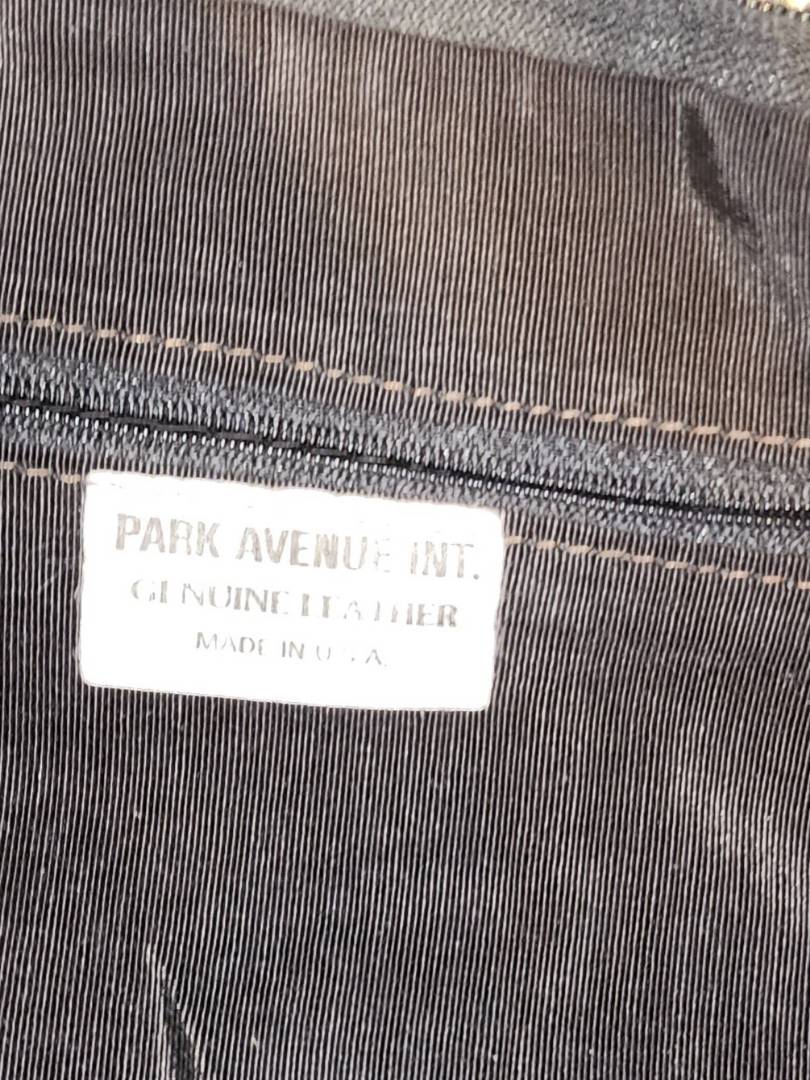 PARK AVENUE INT.
GENUINE LEATHER
MADE IN U.S.A.